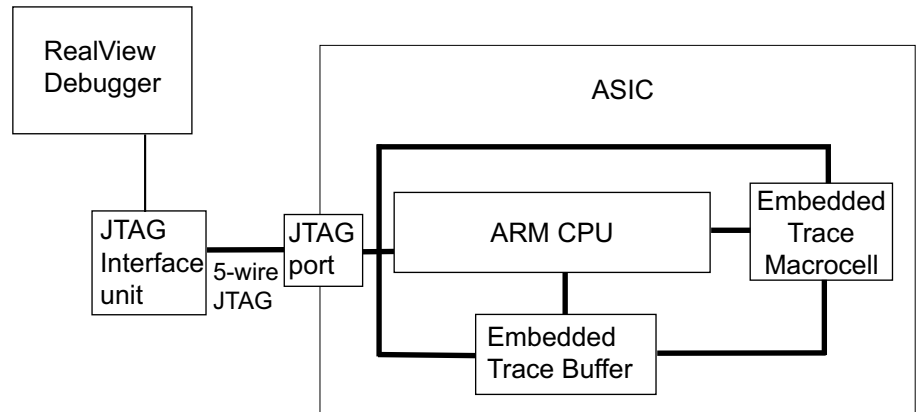 RealView
Debugger
ASIC
JTAG
Interface
unit
5-wire
JTAG
JTAG
port
ARM CPU
Embedded
Trace
Macrocell
Embedded
Trace Buffer